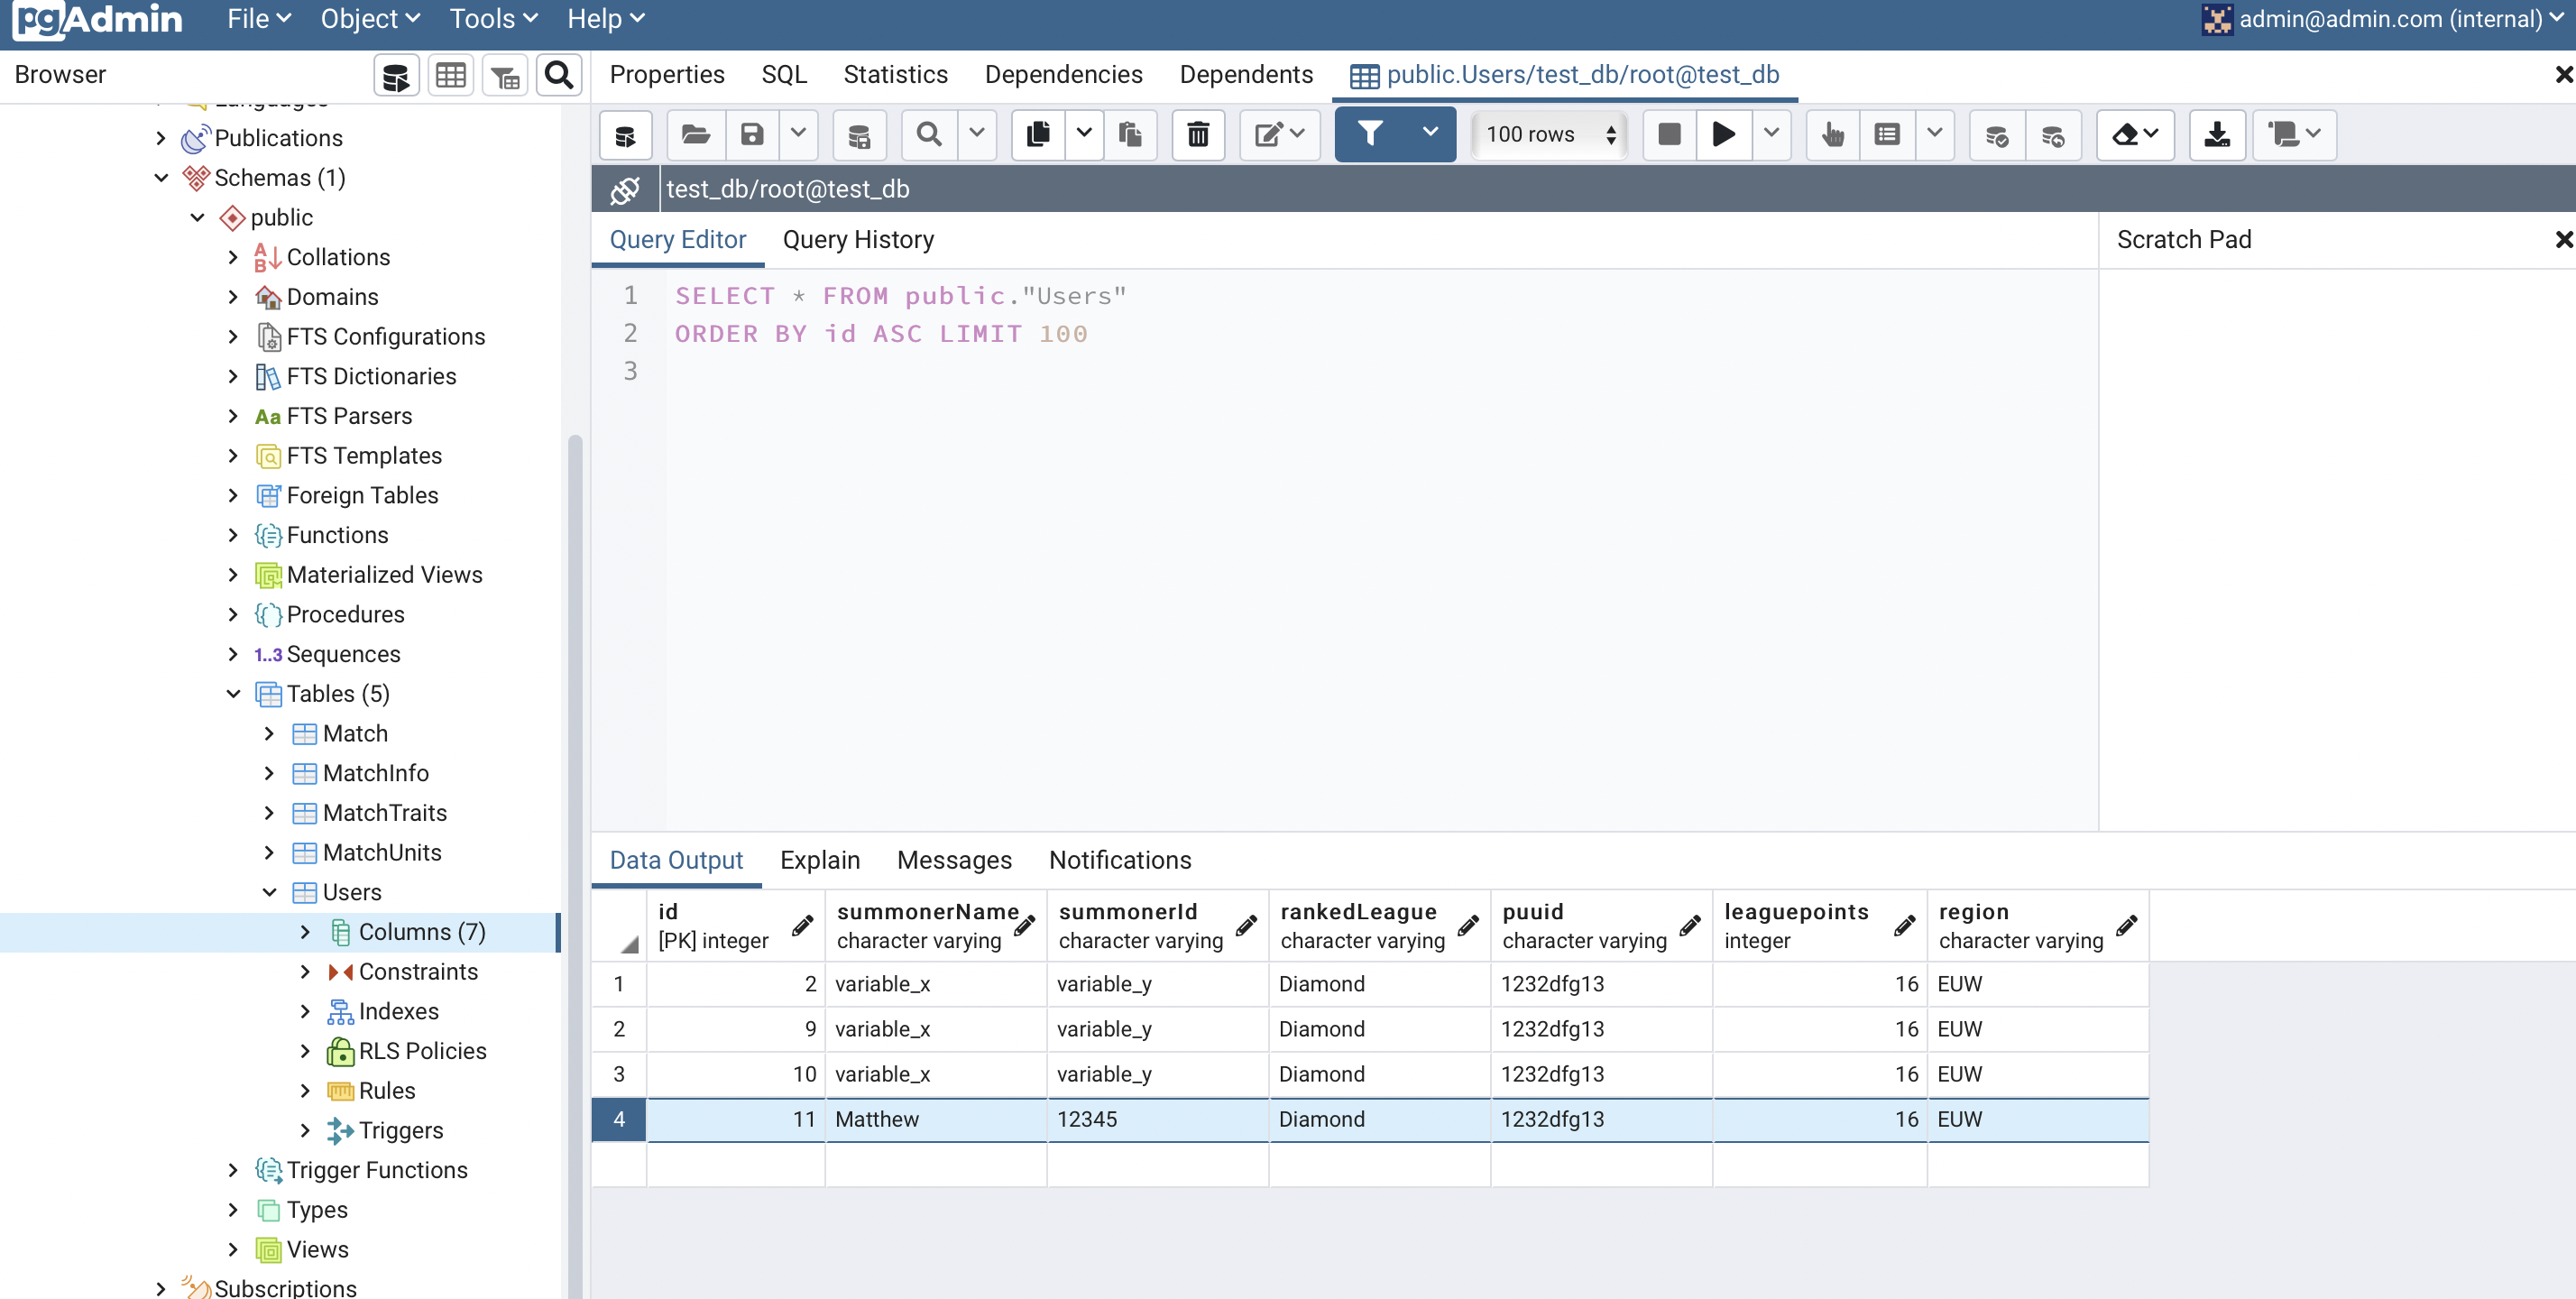 pgAdmin File Object Tools Help admin@admin.com (internal)
Browser
Properties SQL Statistics Dependencies Dependents public.Users/test_db/root@test_db
Languages
Publications
Schemas (1)
public
Collations
Domains
FTS Configurations
FTS Dictionaries
Aa FTS Parsers
FTS Templates
Foreign Tables
Functions
Materialized Views
Procedures
1..3 Sequences
Tables (5)
Match
MatchInfo
MatchTraits
MatchUnits
Users
Columns (7)
Constraints
Indexes
RLS Policies
Rules
Triggers
Trigger Functions
Types
Views
Subscriptions
100 rows
test_db/root@test_db
Query Editor Query History
Scratch Pad
1 SELECT * FROM public."Users"
2 ORDER BY id ASC LIMIT 100
3
Data Output Explain Messages Notifications
id summonerName summonerId rankedLeague puuid leaguepoints region
[PK] integer character varying character varying character varying character varying integer character varying
1 2 variable_x variable_y Diamond 1232dfg13 16 EUW
2 9 variable_x variable_y Diamond 1232dfg13 16 EUW
3 10 variable_x variable_y Diamond 1232dfg13 16 EUW
4 11 Matthew 12345 Diamond 1232dfg13 16 EUW